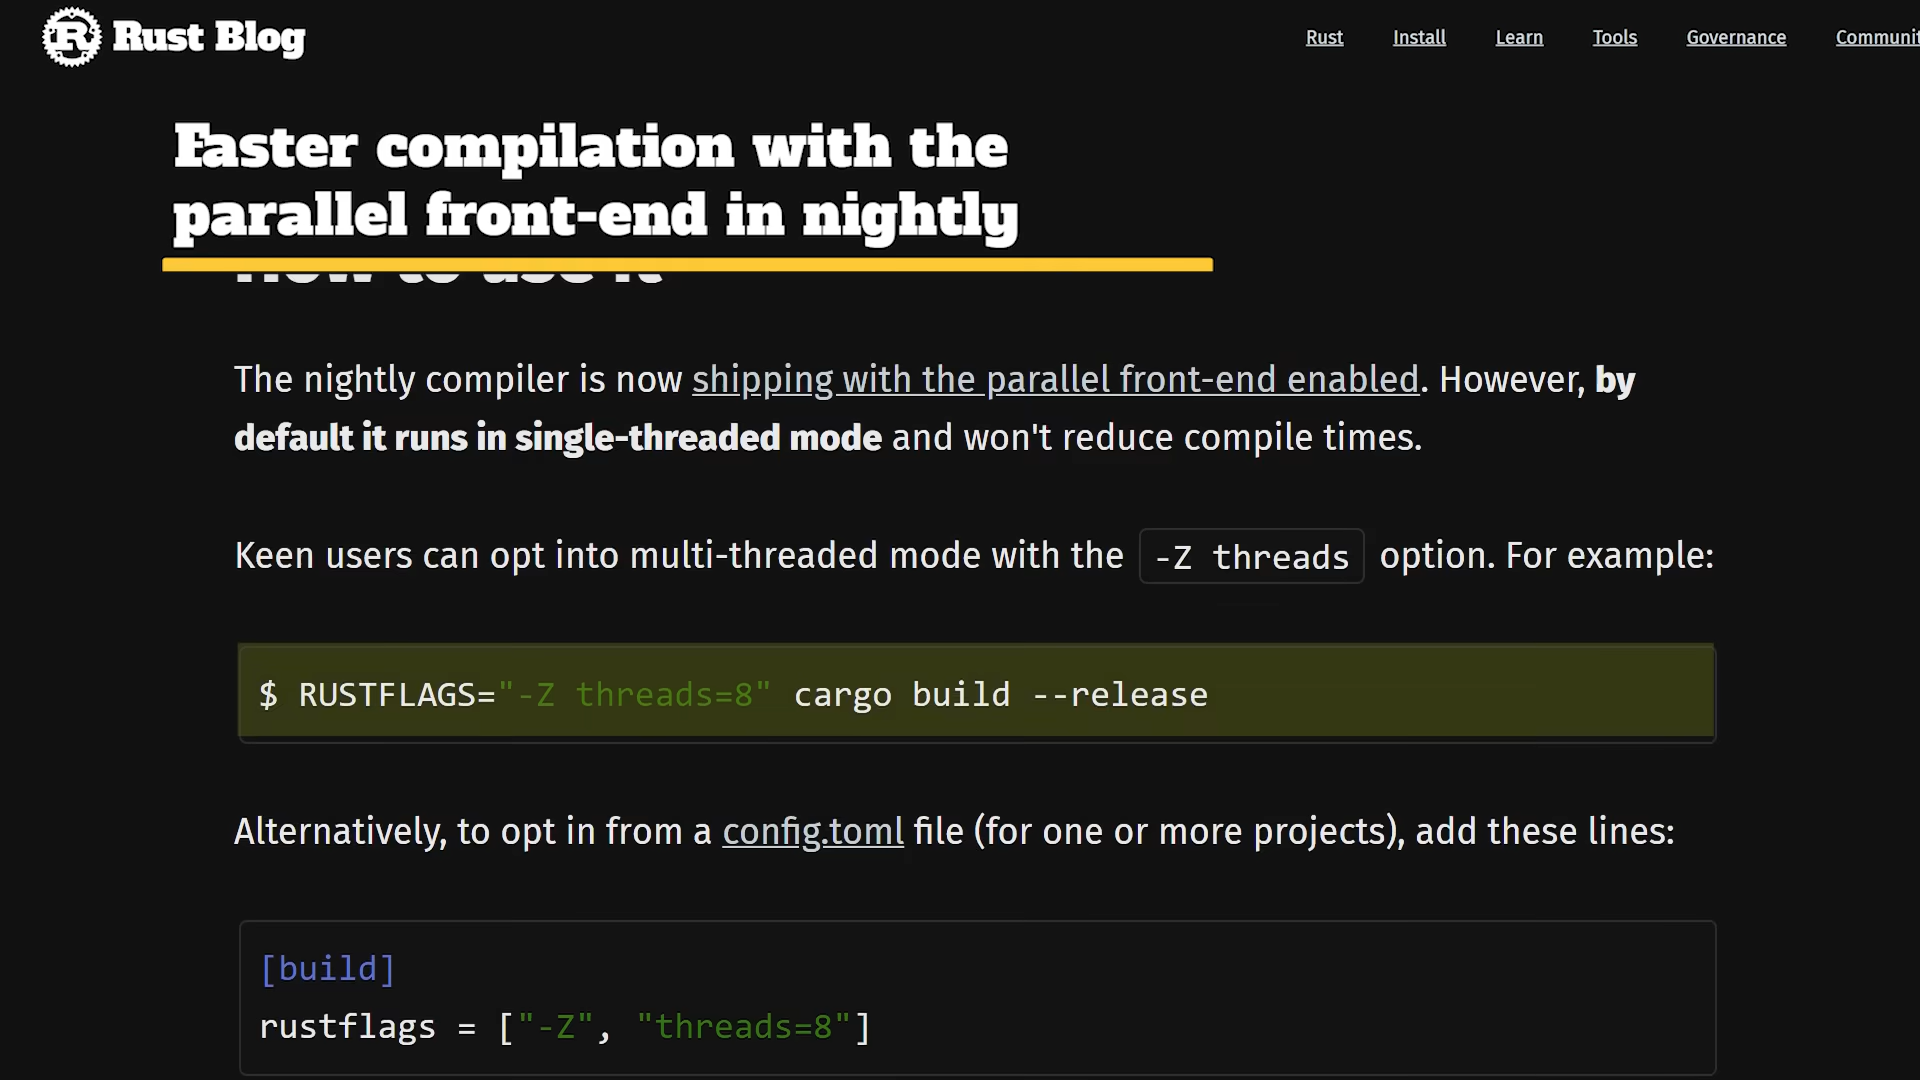 Rust Blog
Rust Install Learn Tools Governance
Faster compilation with the
parallel front-end in nightly
How to use it
The nightly compiler is now shipping with the parallel front-end enabled. However, by
default it runs in single-threaded mode and won't reduce compile times.
Keen users can opt into multi-threaded mode with the -Z threads option. For example:
$ RUSTFLAGS="-Z threads=8" cargo build --release
Alternatively, to opt in from a config.toml file (for one or more projects), add these lines:
[build]
rustflags = ["-Z", "threads=8"]